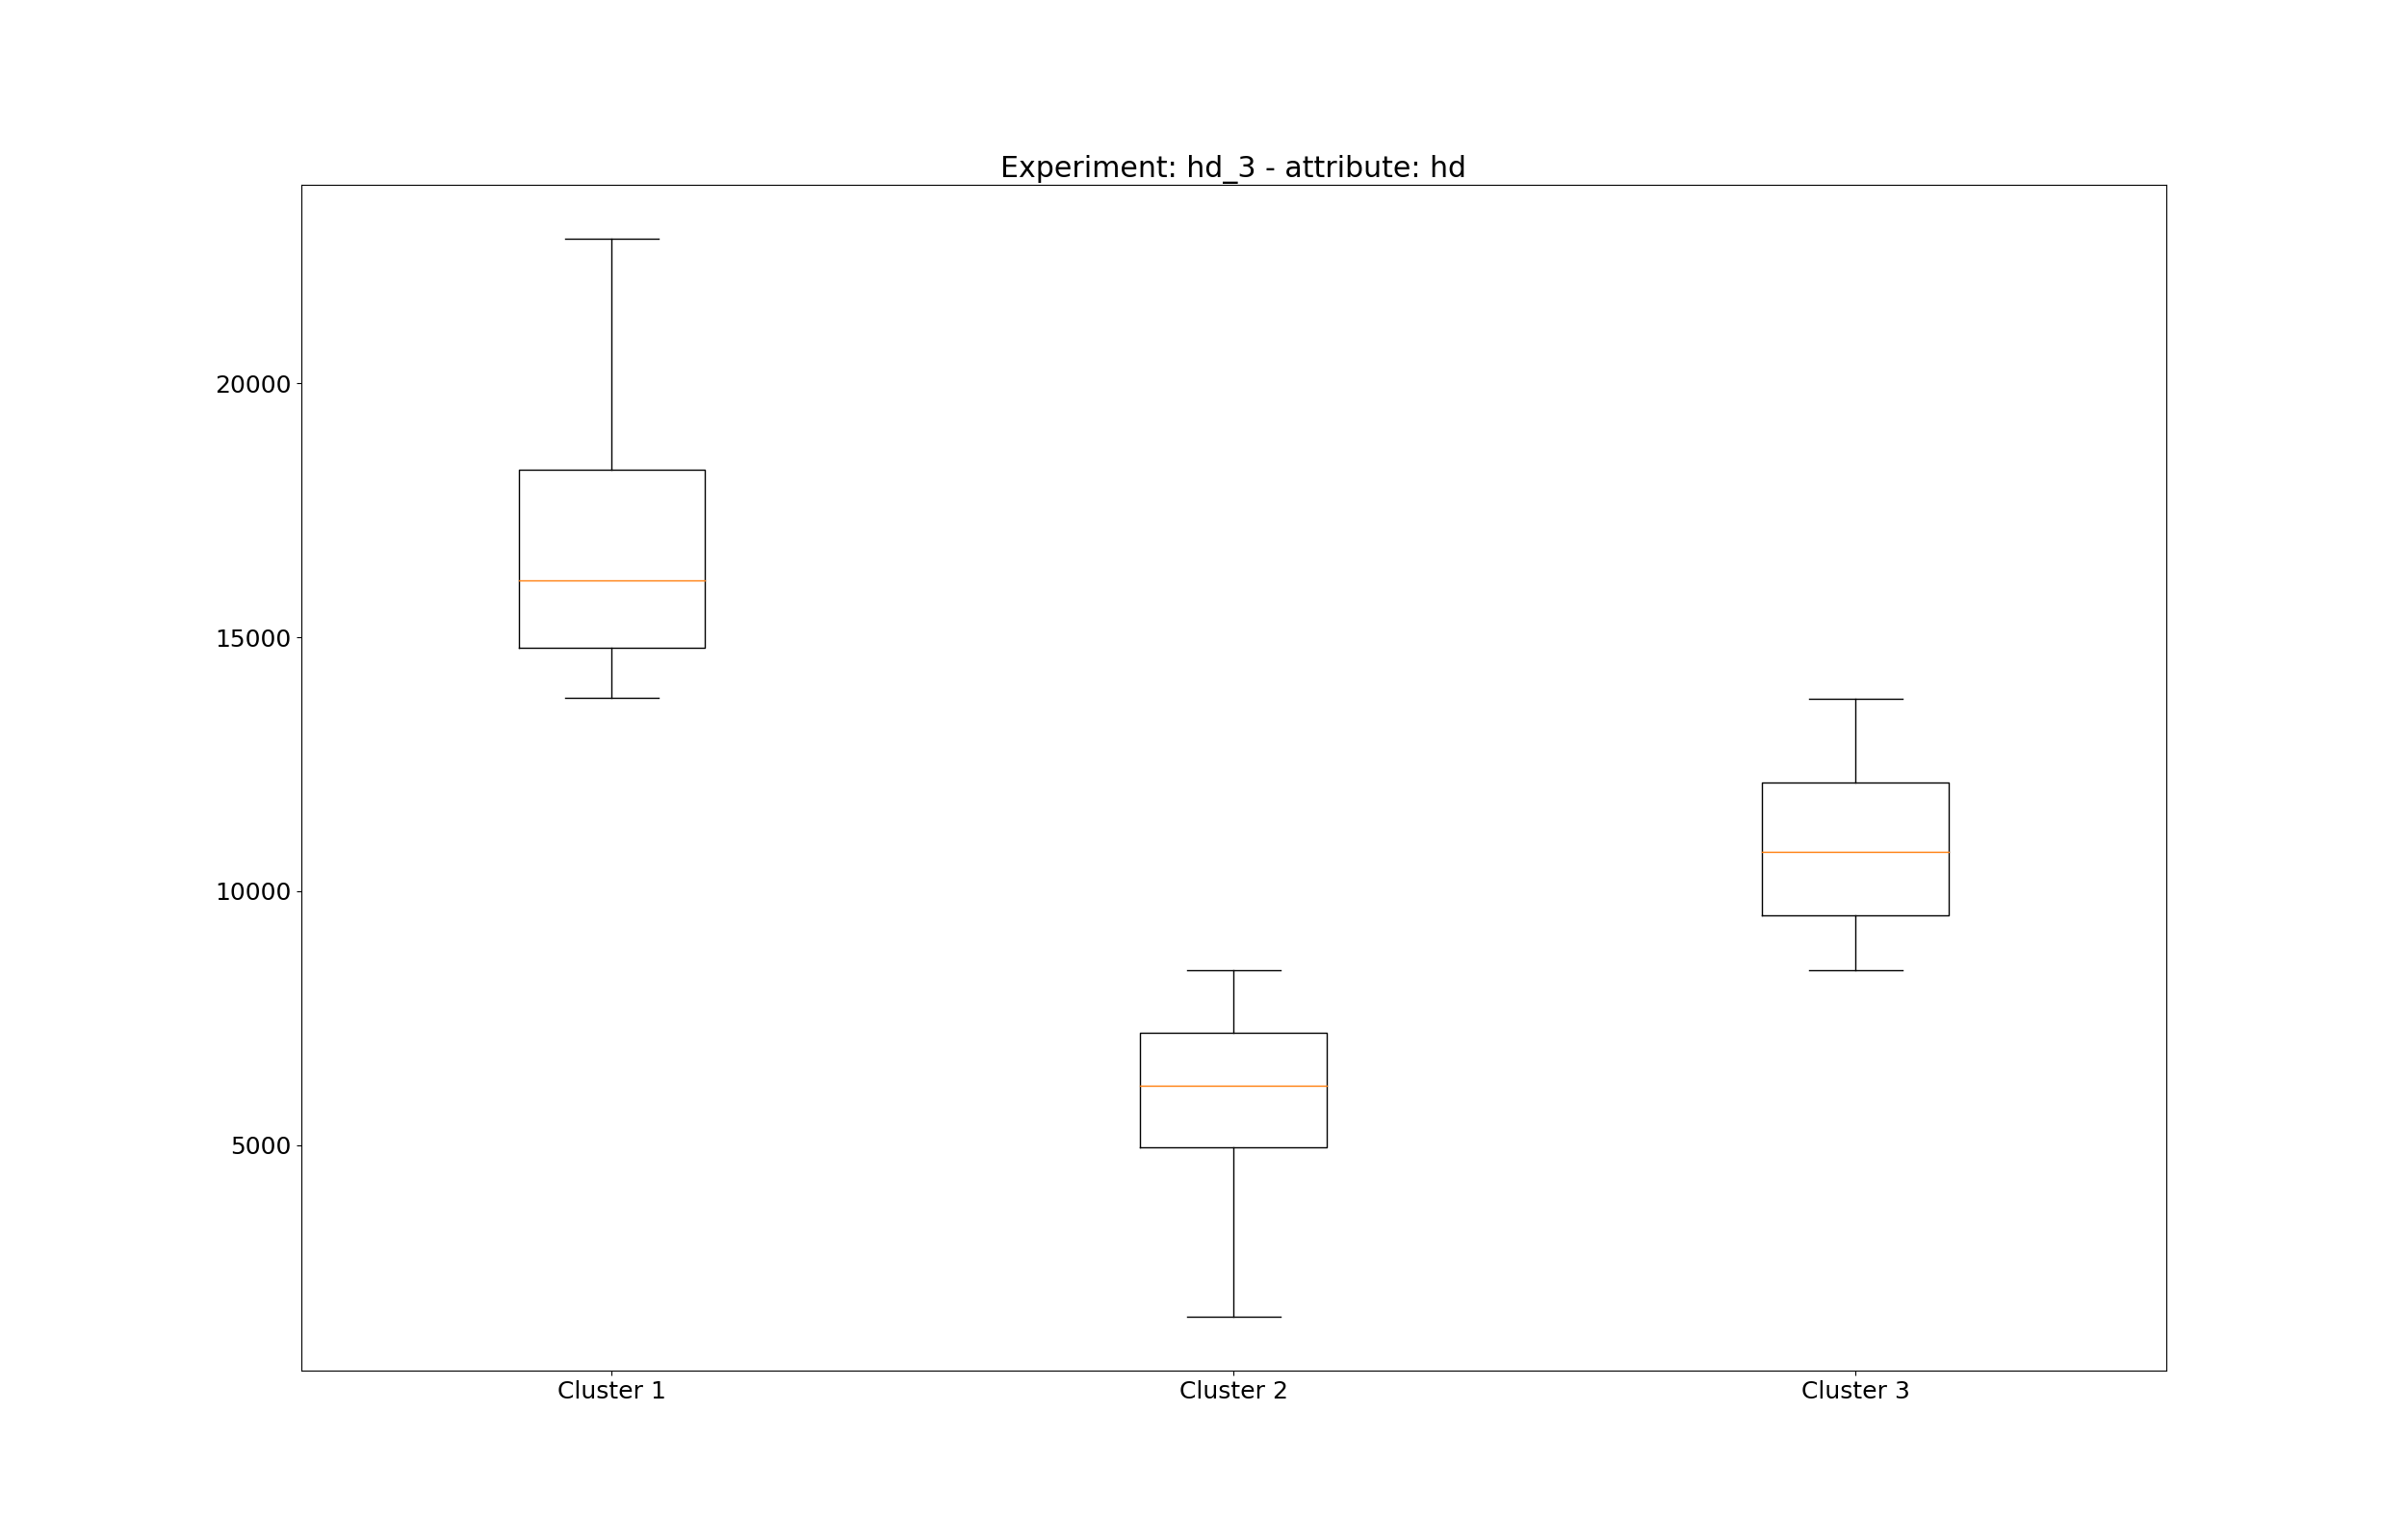 Experiment: hd_3 - attribute: hd
20000
15000
10000
5000
Cluster 1
Cluster 2
Cluster 3